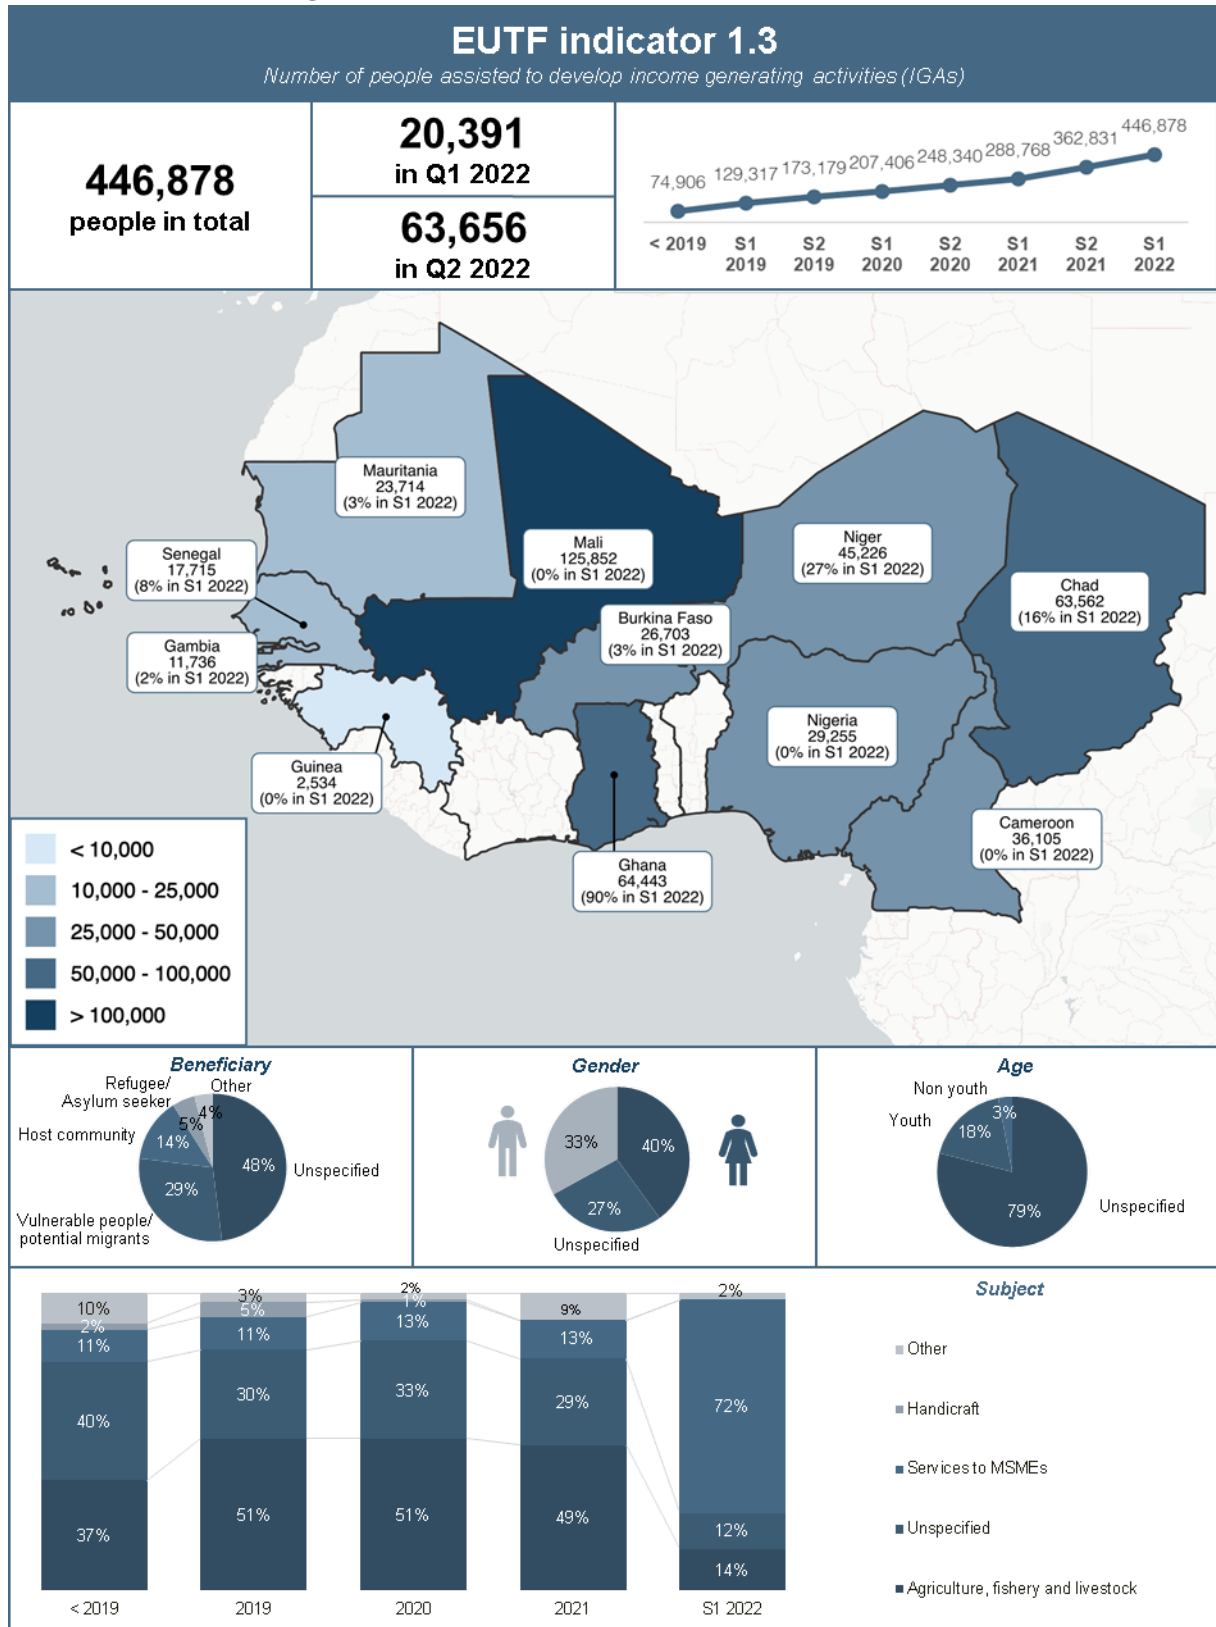 EUTF indicator 1.3
Number of people assisted to develop income generating activities (IGAs)
446,878
people in total
20,391
in Q1 2022
63,656
in Q2 2022
74,906
129,317
173,179
207,406
248,340
288,768
362,831
446,878
< 2019
S1
2019
S2
2019
S1
2020
S2
2020
S1
2021
S2
2021
S1
2022
Mauritania
23,714
(3% in S1 2022)
Mali
125,852
(0% in S1 2022)
Niger
45,226
(27% in S1 2022)
Senegal
17,715
(8% in S1 2022)
Chad
63,562
(16% in S1 2022)
Burkina Faso
26,703
(3% in S1 2022)
Gambia
11,736
(2% in S1 2022)
Nigeria
29,255
(0% in S1 2022)
Guinea
2,534
(0% in S1 2022)
Cameroon
36,105
(0% in S1 2022)
Ghana
64,443
(90% in S1 2022)
< 10,000
10,000 - 25,000
25,000 - 50,000
50,000 - 100,000
> 100,000
Beneficiary
Refugee/
Asylum seeker
Other
4%
5%
Host community
14%
48%
Unspecified
29%
Vulnerable people/
potential migrants
Gender
33%
40%
27%
Unspecified
Age
Non youth
3%
Youth
18%
79%
Unspecified
10%
2%
11%
40%
37%
< 2019
3%
5%
11%
30%
51%
2019
2%
1%
13%
33%
51%
2020
9%
13%
29%
49%
2021
2%
72%
12%
14%
S1 2022
Subject
Other
Handicraft
Services to MSMEs
Unspecified
Agriculture, fishery and livestock